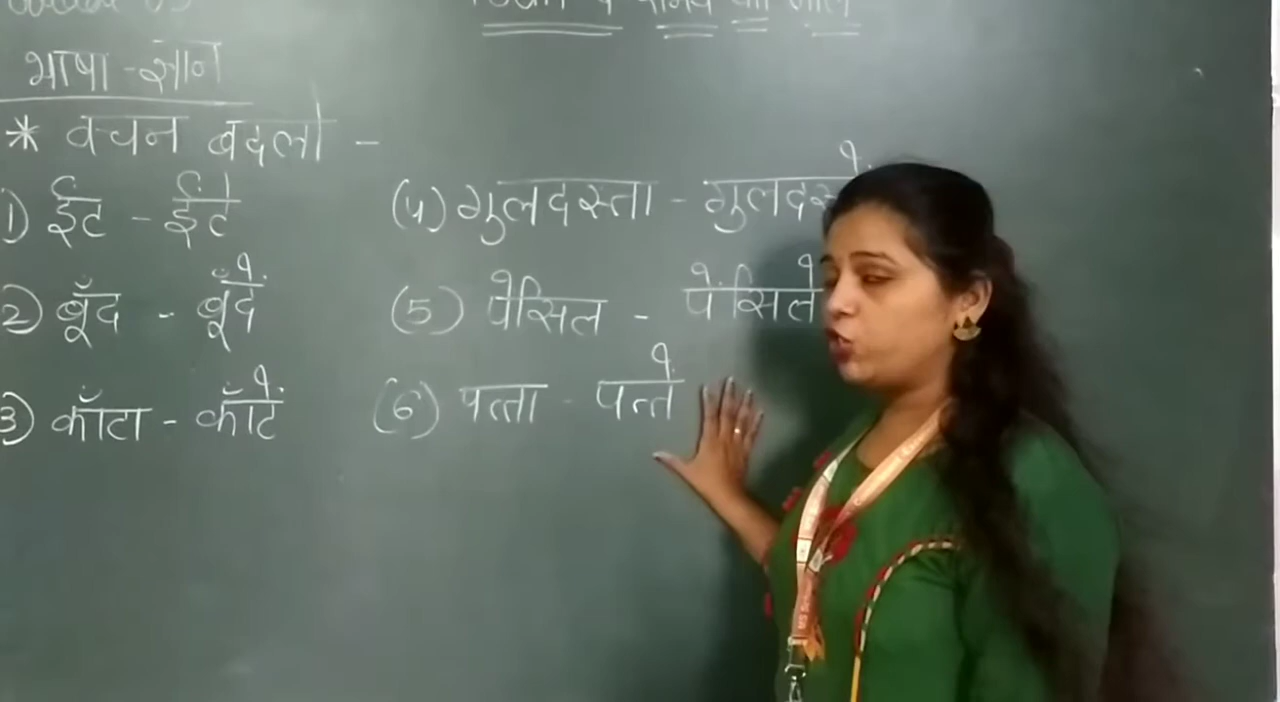 भाषा - ज्ञान
* वचन बदलो -
1) ईंट - ईंटें
2) बूँद - बूँदें
3) काँटा - काँटें
(4) गुलदस्ता - गुलदस्
(5) पेंसिल - पेंसिलें
(6) पत्ता - पत्तें